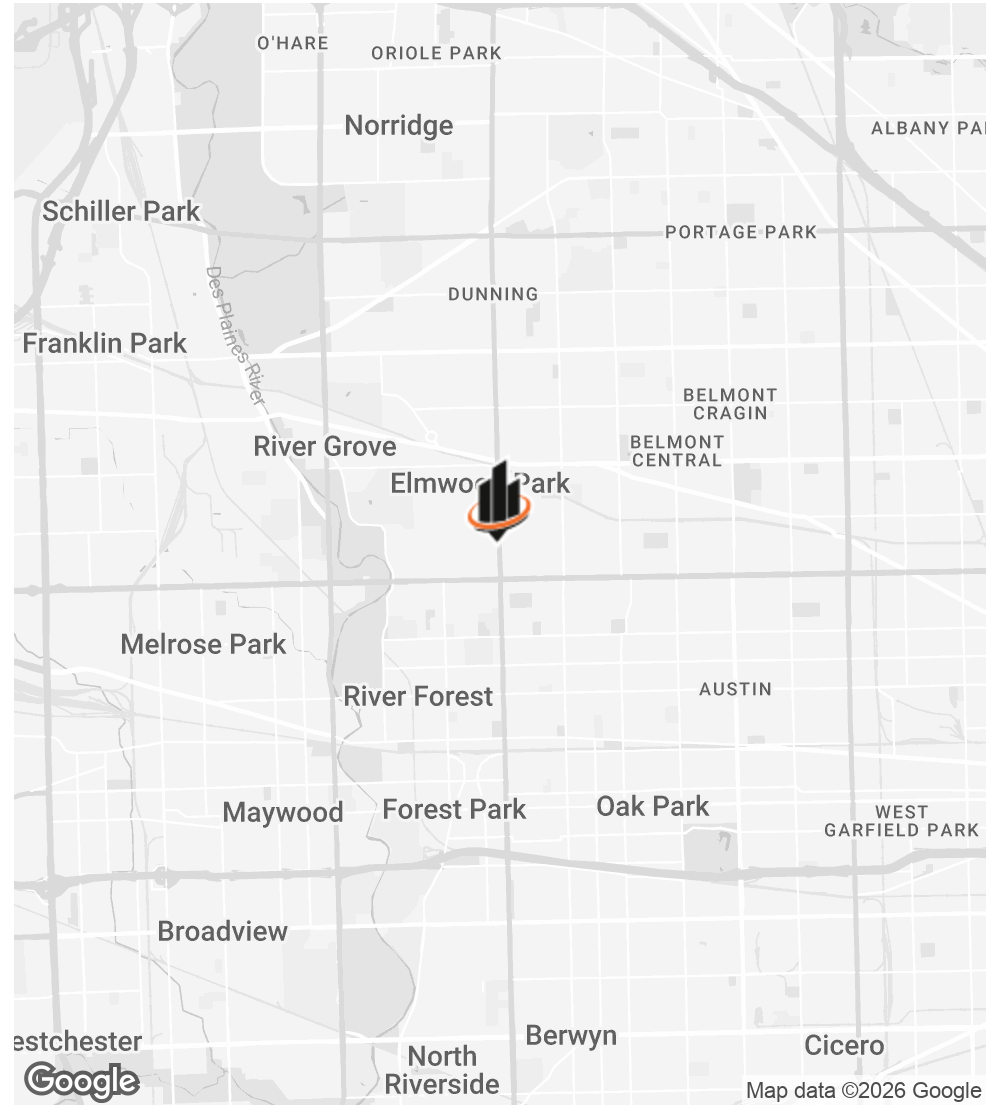 O'HARE
ORIOLE PARK
Norridge
ALBANY PA
Schiller Park
PORTAGE PARK
Des Plaines River
DUNNING
Franklin Park
BELMONT
CRAGIN
River Grove
BELMONT
CENTRAL
Elmwood Park
Melrose Park
River Forest
AUSTIN
Maywood
Forest Park
Oak Park
WEST
GARFIELD PARK
Broadview
estchester
Berwyn
Cicero
North
Riverside
Google
Map data ©2026 Google